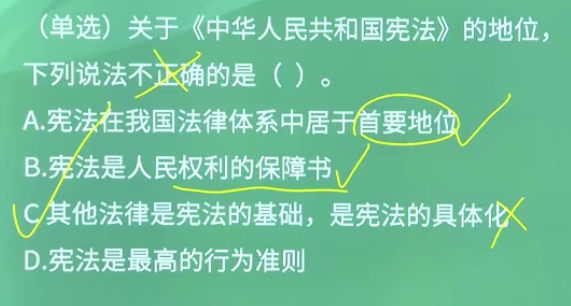 （单选）关于《中华人民共和国宪法》的地位，
下列说法不正确的是（ ）。
A.宪法在我国法律体系中居于首要地位
B.宪法是人民权利的保障书
C.其他法律是宪法的基础，是宪法的具体化
D.宪法是最高的行为准则